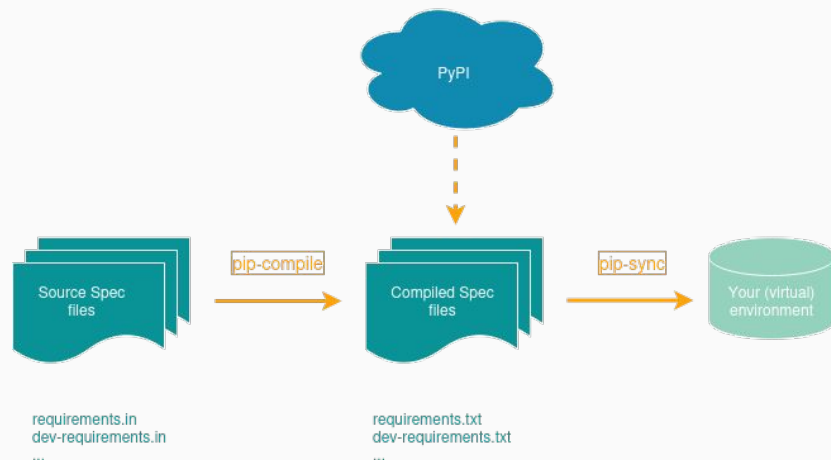 PyPI
Source Spec
files
pip-compile
Compiled Spec
files
pip-sync
Your (virtual)
environment
requirements.in
dev-requirements.in
...
requirements.txt
dev-requirements.txt
...